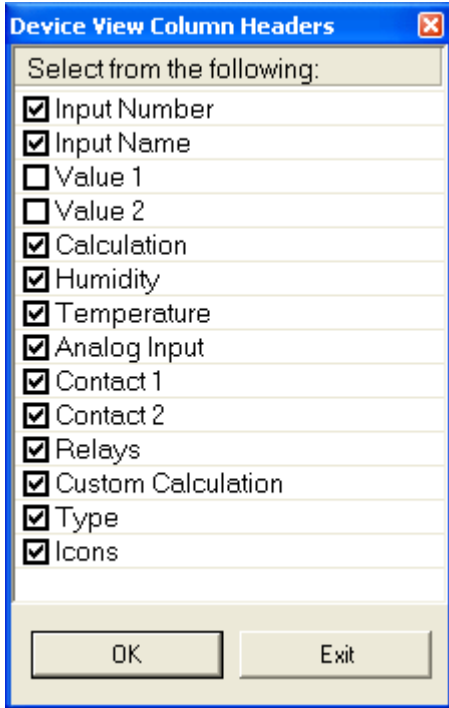 Device View Column Headers
Select from the following:
Input Number
Input Name
Value 1
Value 2
Calculation
Humidity
Temperature
Analog Input
Contact 1
Contact 2
Relays
Custom Calculation
Type
Icons
OK Exit